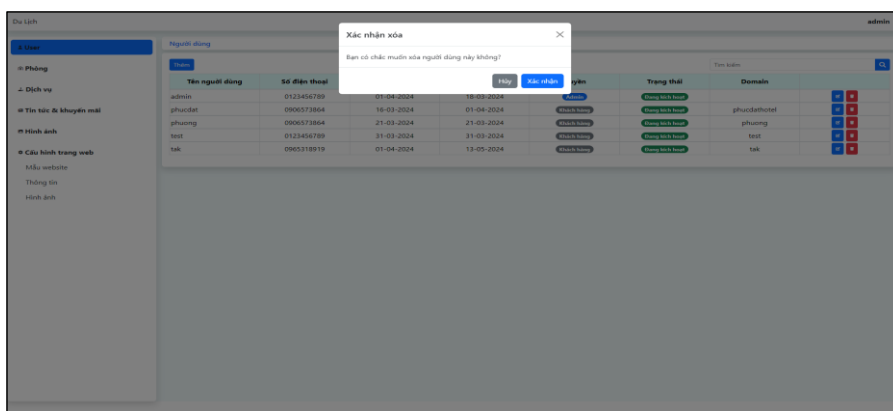 Du Lịch admin
Xác nhận xóa
Bạn có chắc muốn xóa người dùng này không?
Hủy Xác nhận
User
Phòng
Dịch vụ
Tin tức & khuyến mãi
Hình ảnh
Cấu hình trang web
Mẫu website
Thông tin
Hình ảnh
Người dùng
Thêm Tìm kiếm
Tên người dùng Số điện thoại uyền Trạng thái Domain
admin 0123456789 01-04-2024 18-03-2024 Admin Đang kích hoạt
phucdat 0906573864 16-03-2024 01-04-2024 Khách hàng Đang kích hoạt phucdathotel
phuong 0906573864 21-03-2024 21-03-2024 Khách hàng Đang kích hoạt phuong
test 0123456789 31-03-2024 31-03-2024 Khách hàng Đang kích hoạt test
tak 0965318919 01-04-2024 13-05-2024 Khách hàng Đang kích hoạt tak